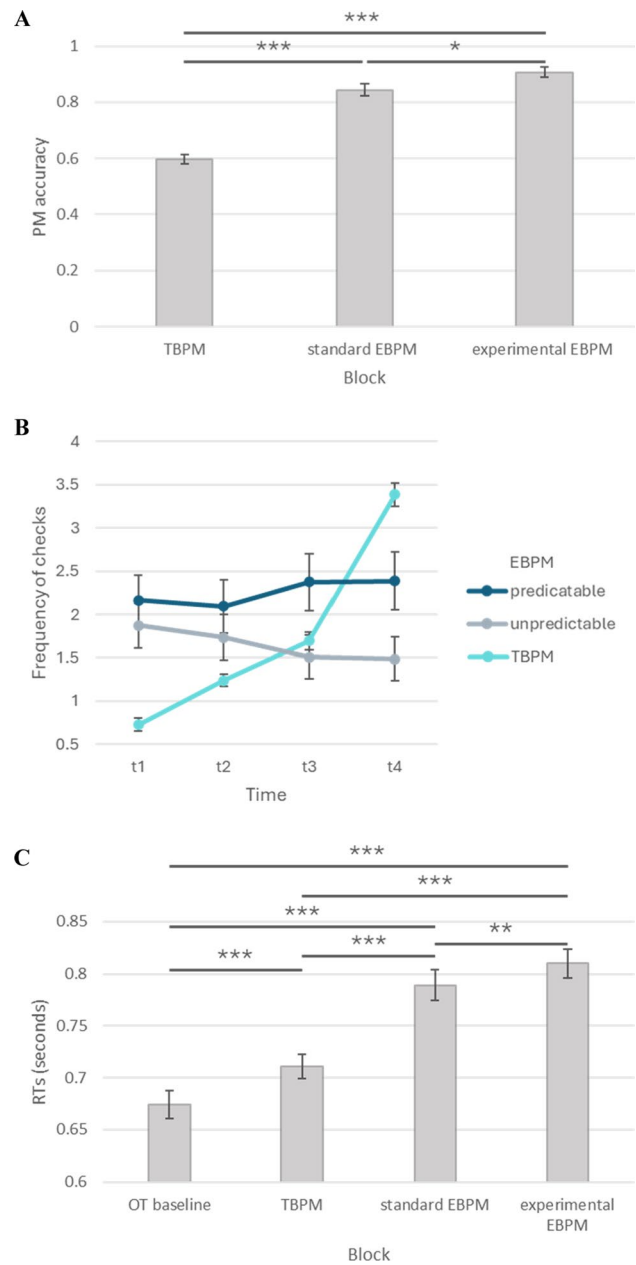 A
***
***
*
1
0.8
0.6
0.4
0.2
0
PM accuracy
TBPM
standard EBPM
experimental EBPM
Block
B
4
3.5
3
2.5
2
1.5
1
0.5
Frequency of checks
t1
t2
t3
t4
Time
EBPM
predicatable
unpredictable
TBPM
C
***
***
***
***
***
**
0.85
0.8
0.75
0.7
0.65
0.6
RTs (seconds)
OT baseline
TBPM
standard EBPM
experimental
EBPM
Block